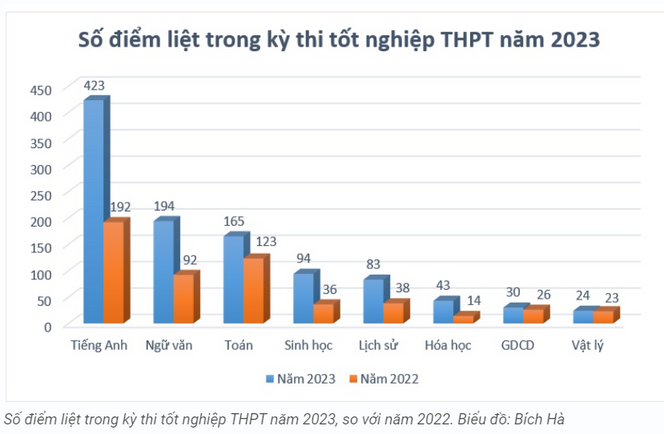 Số điểm liệt trong kỳ thi tốt nghiệp THPT năm 2023
450
400
350
300
250
200
150
100
50
0
423
192
194
92
165
123
94
36
83
38
43
14
30
26
24
23
Tiếng Anh
Ngữ văn
Toán
Sinh học
Lịch sử
Hóa học
GDCD
Vật lý
Năm 2023
Năm 2022
Số điểm liệt trong kỳ thi tốt nghiệp THPT năm 2023, so với năm 2022. Biểu đồ: Bích Hà